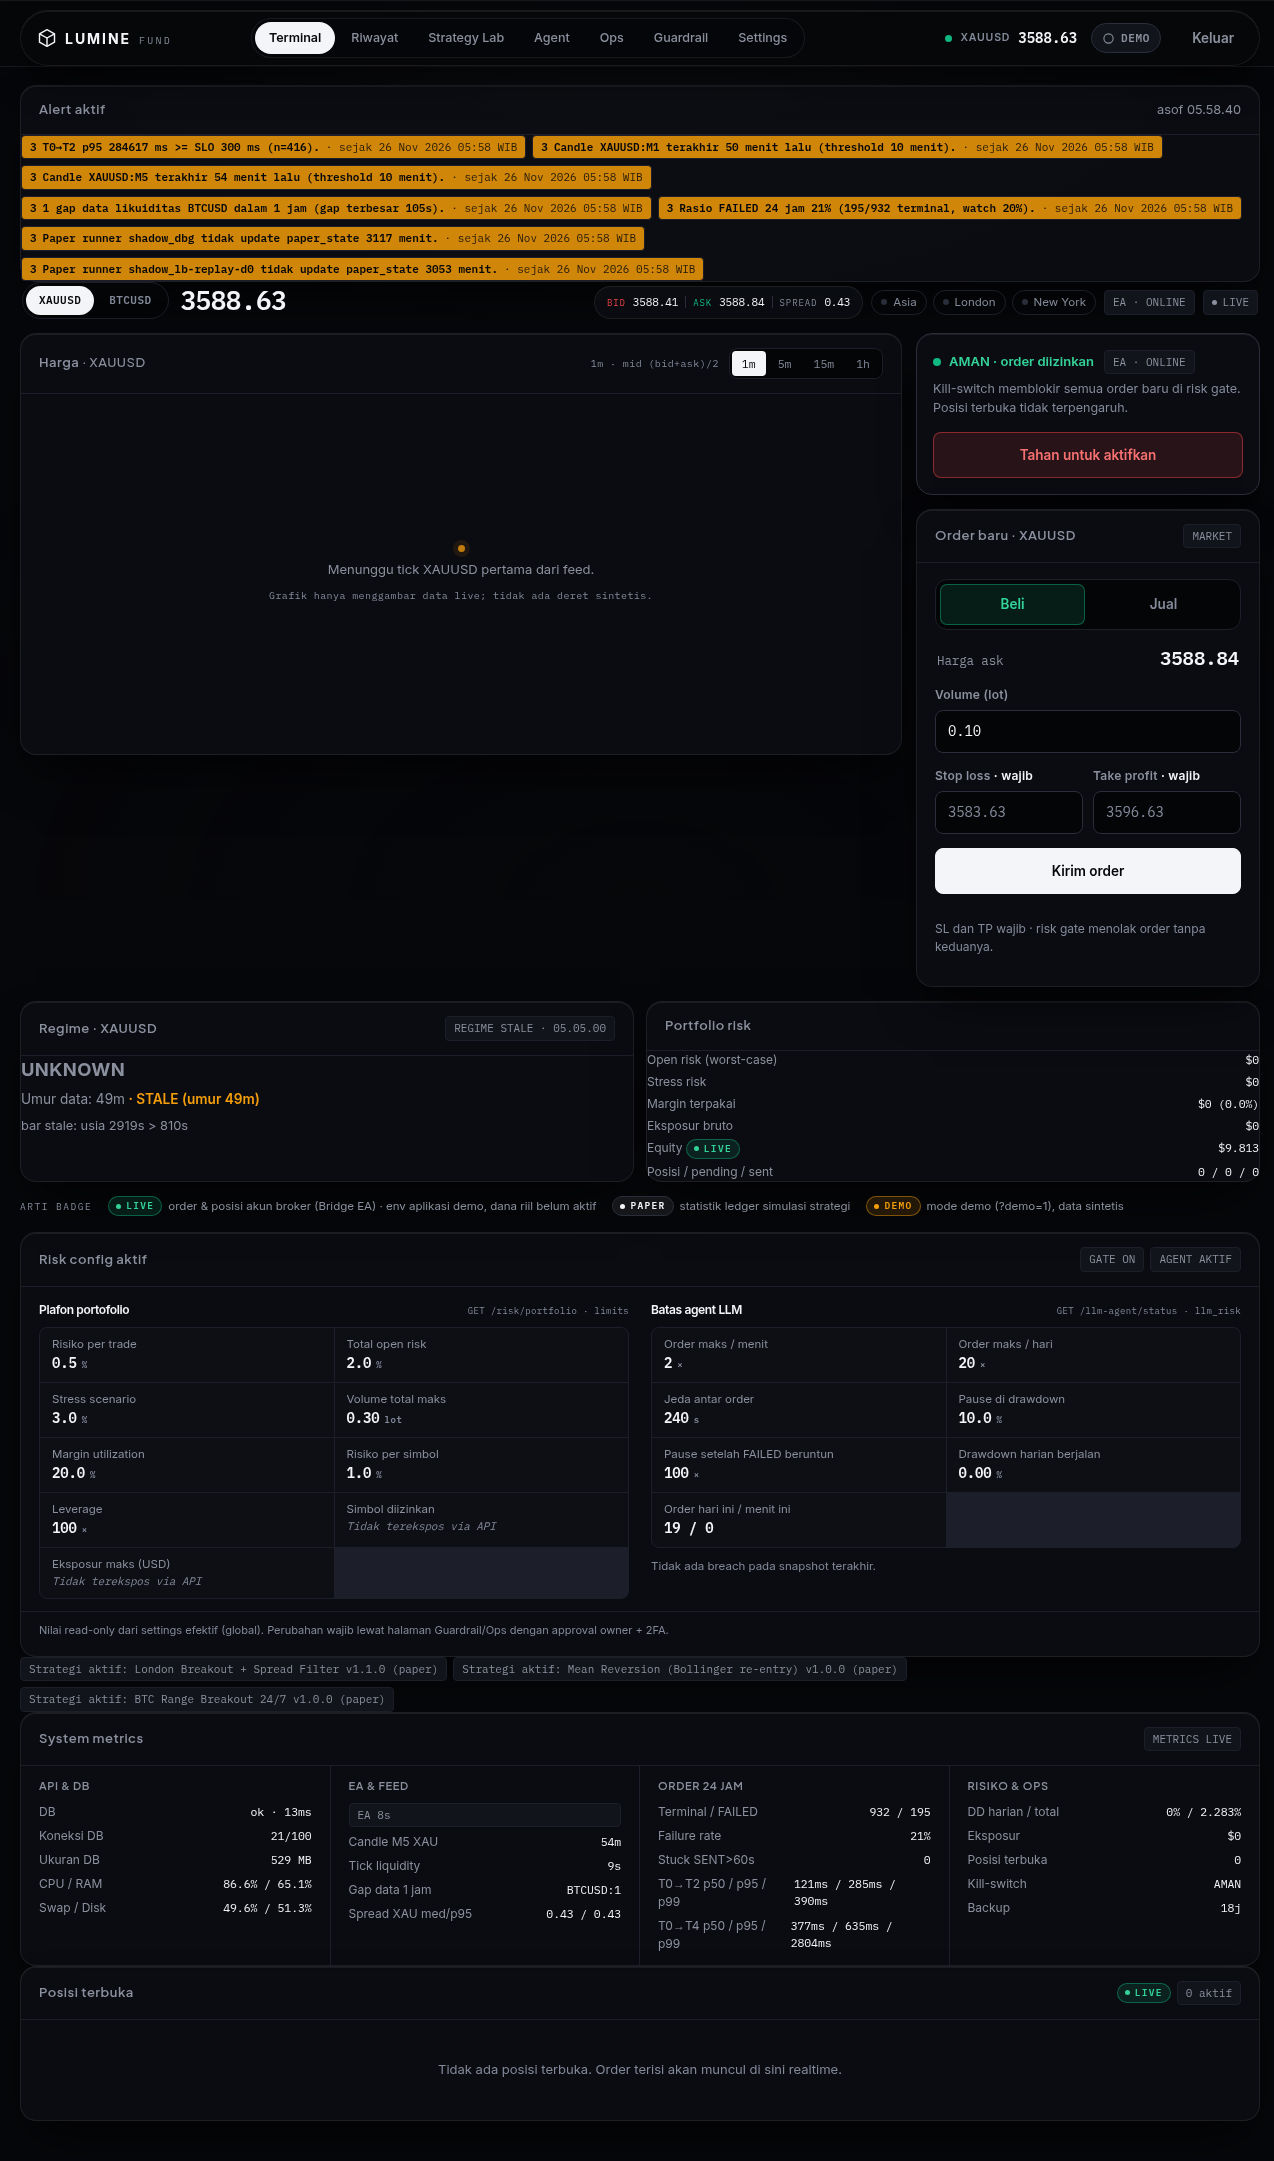 LUMINE FUND
Terminal Riwayat Strategy Lab Agent Ops Guardrail Settings
XAUUSD 3588.63 DEMO Keluar
Alert aktif asof 05.58.40
3 T0→T2 p95 284617 ms >= SLO 300 ms (n=416). · sejak 26 Nov 2026 05:58 WIB 3 Candle XAUUSD:M1 terakhir 50 menit lalu (threshold 10 menit). · sejak 26 Nov 2026 05:58 WIB
3 Candle XAUUSD:M5 terakhir 54 menit lalu (threshold 10 menit). · sejak 26 Nov 2026 05:58 WIB
3 1 gap data likuiditas BTCUSD dalam 1 jam (gap terbesar 105s). · sejak 26 Nov 2026 05:58 WIB 3 Rasio FAILED 24 jam 21% (195/932 terminal, watch 20%). · sejak 26 Nov 2026 05:58 WIB
3 Paper runner shadow_dbg tidak update paper_state 3117 menit. · sejak 26 Nov 2026 05:58 WIB
3 Paper runner shadow_lb-replay-d0 tidak update paper_state 3053 menit. · sejak 26 Nov 2026 05:58 WIB
XAUUSD BTCUSD 3588.63 BID 3588.41 ASK 3588.84 SPREAD 0.43 Asia London New York EA · ONLINE LIVE
Harga · XAUUSD 1m · mid (bid+ask)/2 1m 5m 15m 1h
Menunggu tick XAUUSD pertama dari feed.
Grafik hanya menggambar data live; tidak ada deret sintetis.
AMAN · order diizinkan EA · ONLINE
Kill-switch memblokir semua order baru di risk gate.
Posisi terbuka tidak terpengaruh.
Tahan untuk aktifkan
Order baru · XAUUSD MARKET
Beli Jual
Harga ask 3588.84
Volume (lot)
0.10
Stop loss · wajib Take profit · wajib
3583.63 3596.63
Kirim order
SL dan TP wajib · risk gate menolak order tanpa
keduanya.
Regime · XAUUSD REGIME STALE · 05.05.00
UNKNOWN
Umur data: 49m · STALE (umur 49m)
bar stale: usia 2919s > 810s
Portfolio risk
Open risk (worst-case) $0
Stress risk $0
Margin terpakai $0 (0.0%)
Eksposur bruto $0
Equity LIVE $9.813
Posisi / pending / sent 0 / 0 / 0
ARTI BADGE LIVE order & posisi akun broker (Bridge EA) · env aplikasi demo, dana riil belum aktif PAPER statistik ledger simulasi strategi DEMO mode demo (?demo=1), data sintetis
Risk config aktif GATE ON AGENT AKTIF
Plafon portofolio GET /risk/portfolio · limits
Risiko per trade Total open risk
0.5 % 2.0 %
Stress scenario Volume total maks
3.0 % 0.30 lot
Margin utilization Risiko per simbol
20.0 % 1.0 %
Leverage Simbol diizinkan
100 × Tidak terekspos via API
Eksposur maks (USD)
Tidak terekspos via API
Batas agent LLM GET /llm-agent/status · llm_risk
Order maks / menit Order maks / hari
2 × 20 ×
Jeda antar order Pause di drawdown
240 s 10.0 %
Pause setelah FAILED beruntun Drawdown harian berjalan
100 × 0.00 %
Order hari ini / menit ini
19 / 0
Tidak ada breach pada snapshot terakhir.
Nilai read-only dari settings efektif (global). Perubahan wajib lewat halaman Guardrail/Ops dengan approval owner + 2FA.
Strategi aktif: London Breakout + Spread Filter v1.1.0 (paper) Strategi aktif: Mean Reversion (Bollinger re-entry) v1.0.0 (paper)
Strategi aktif: BTC Range Breakout 24/7 v1.0.0 (paper)
System metrics METRICS LIVE
API & DB
DB ok · 13ms
Koneksi DB 21/100
Ukuran DB 529 MB
CPU / RAM 86.6% / 65.1%
Swap / Disk 49.6% / 51.3%
EA & FEED
EA 8s
Candle M5 XAU 54m
Tick liquidity 9s
Gap data 1 jam BTCUSD:1
Spread XAU med/p95 0.43 / 0.43
ORDER 24 JAM
Terminal / FAILED 932 / 195
Failure rate 21%
Stuck SENT>60s 0
T0→T2 p50 / p95 / 121ms / 285ms /
p99 390ms
T0→T4 p50 / p95 / 377ms / 635ms /
p99 2804ms
RISIKO & OPS
DD harian / total 0% / 2.283%
Eksposur $0
Posisi terbuka 0
Kill-switch AMAN
Backup 18j
Posisi terbuka LIVE 0 aktif
Tidak ada posisi terbuka. Order terisi akan muncul di sini realtime.